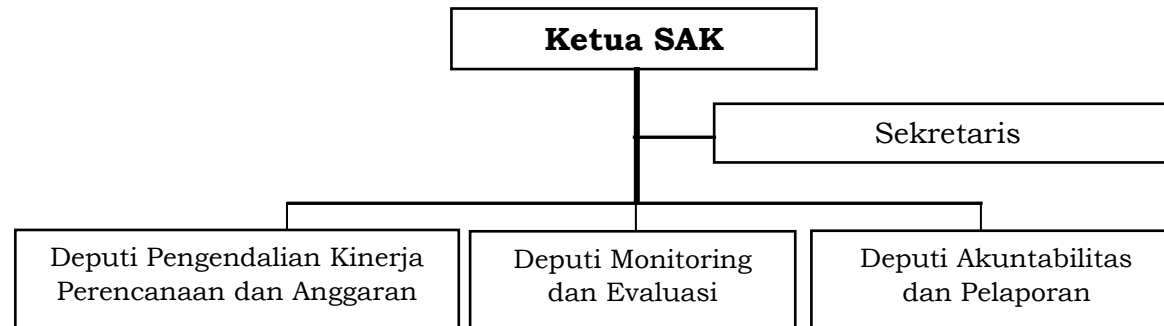 Ketua SAK
Sekretaris
Deputi Pengendalian Kinerja
Perencanaan dan Anggaran
Deputi Monitoring
dan Evaluasi
Deputi Akuntabilitas
dan Pelaporan